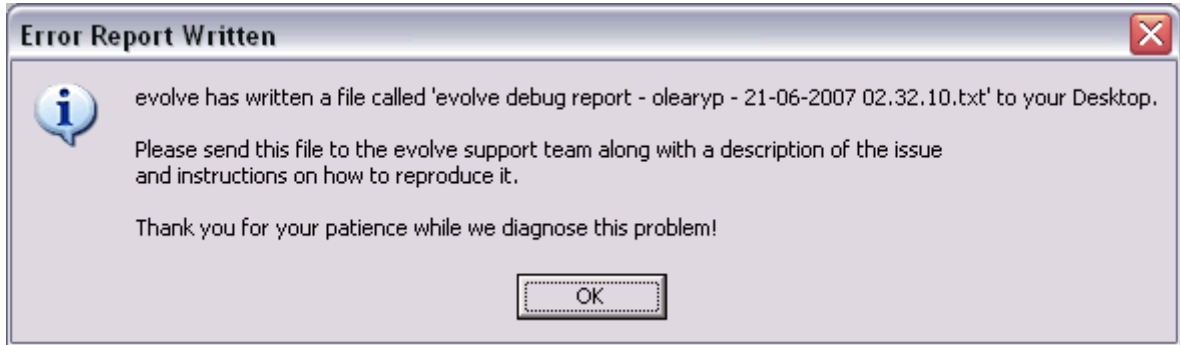 Error Report Written
evolve has written a file called 'evolve debug report - olearyp - 21-06-2007 02.32.10.txt' to your Desktop.
Please send this file to the evolve support team along with a description of the issue
and instructions on how to reproduce it.
Thank you for your patience while we diagnose this problem!
OK